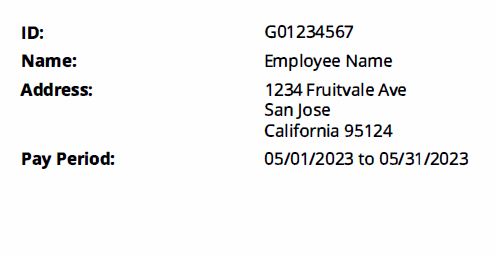 ID: G01234567
Name: Employee Name
Address: 1234 Fruitvale Ave
San Jose
California 95124
Pay Period: 05/01/2023 to 05/31/2023